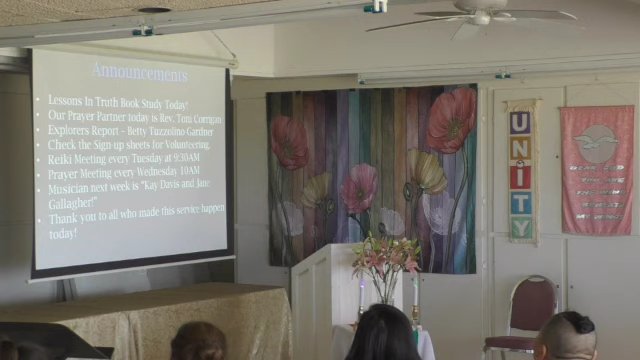 Announcements
• Lessons In Truth Book Study Today!
• Our Prayer Partner today is Rev. Toni Corrigan
• Explorers Report - Betty Tuzzolino Gardner
• Check the Sign-up sheets for Volunteering.
• Reiki Meeting every Tuesday at 9:30AM
• Prayer Meeting every Wednesday 10AM
• Musician next week is "Kay Davis and Jane
Gallagher!"
• Thank you to all who made this service happen
today!
UNITY